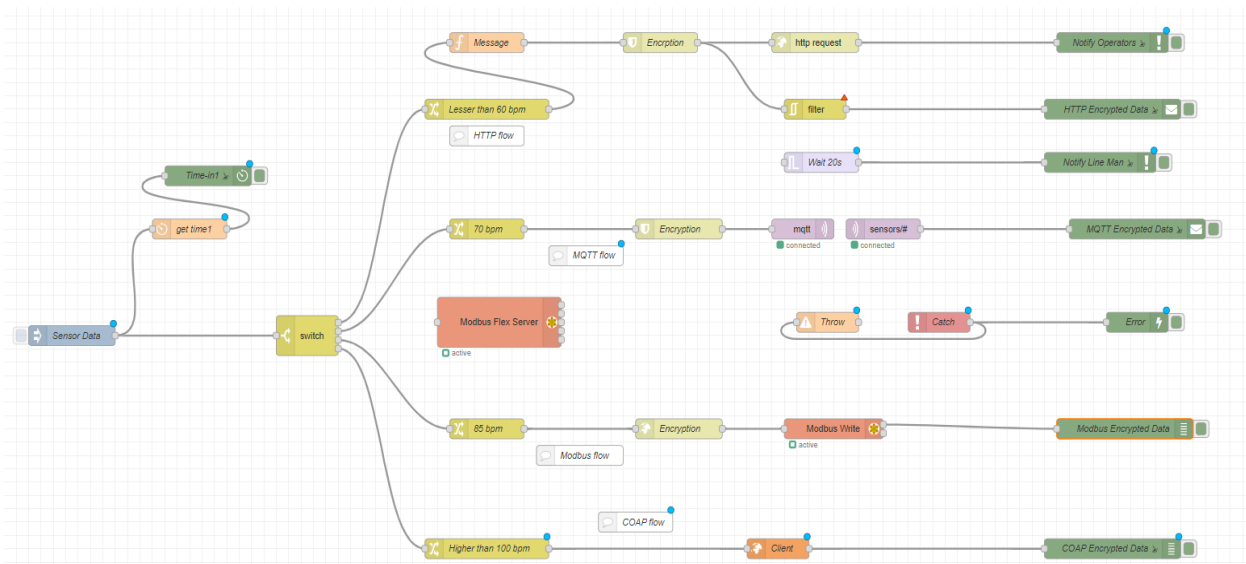 Message
Encrption
http request
Notify Operators
Lesser than 60 bpm
filter
HTTP Encrypted Data
HTTP flow
Wait 20s
Notify Line Man
Time-in1
get time1
70 bpm
Encryption
mqtt
sensors/#
MQTT Encrypted Data
connected
connected
MQTT flow
Modbus Flex Server
Throw
Catch
Error
Sensor Data
switch
active
85 bpm
Encryption
Modbus Write
Modbus Encrypted Data
active
Modbus flow
COAP flow
Higher than 100 bpm
Client
COAP Encrypted Data